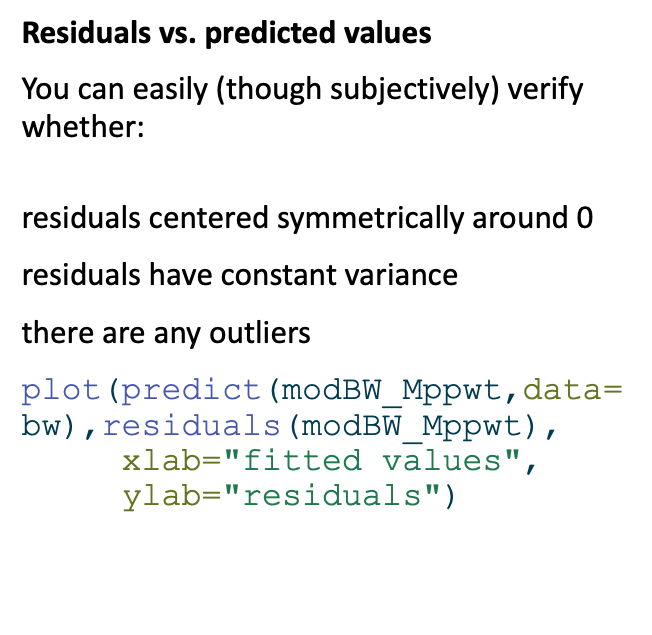 Residuals vs. predicted values
You can easily (though subjectively) verify
whether:
residuals centered symmetrically around 0
residuals have constant variance
there are any outliers
plot(predict(modBW_Mppwt,data=
bw),residuals(modBW_Mppwt),
xlab="fitted values",
ylab="residuals")